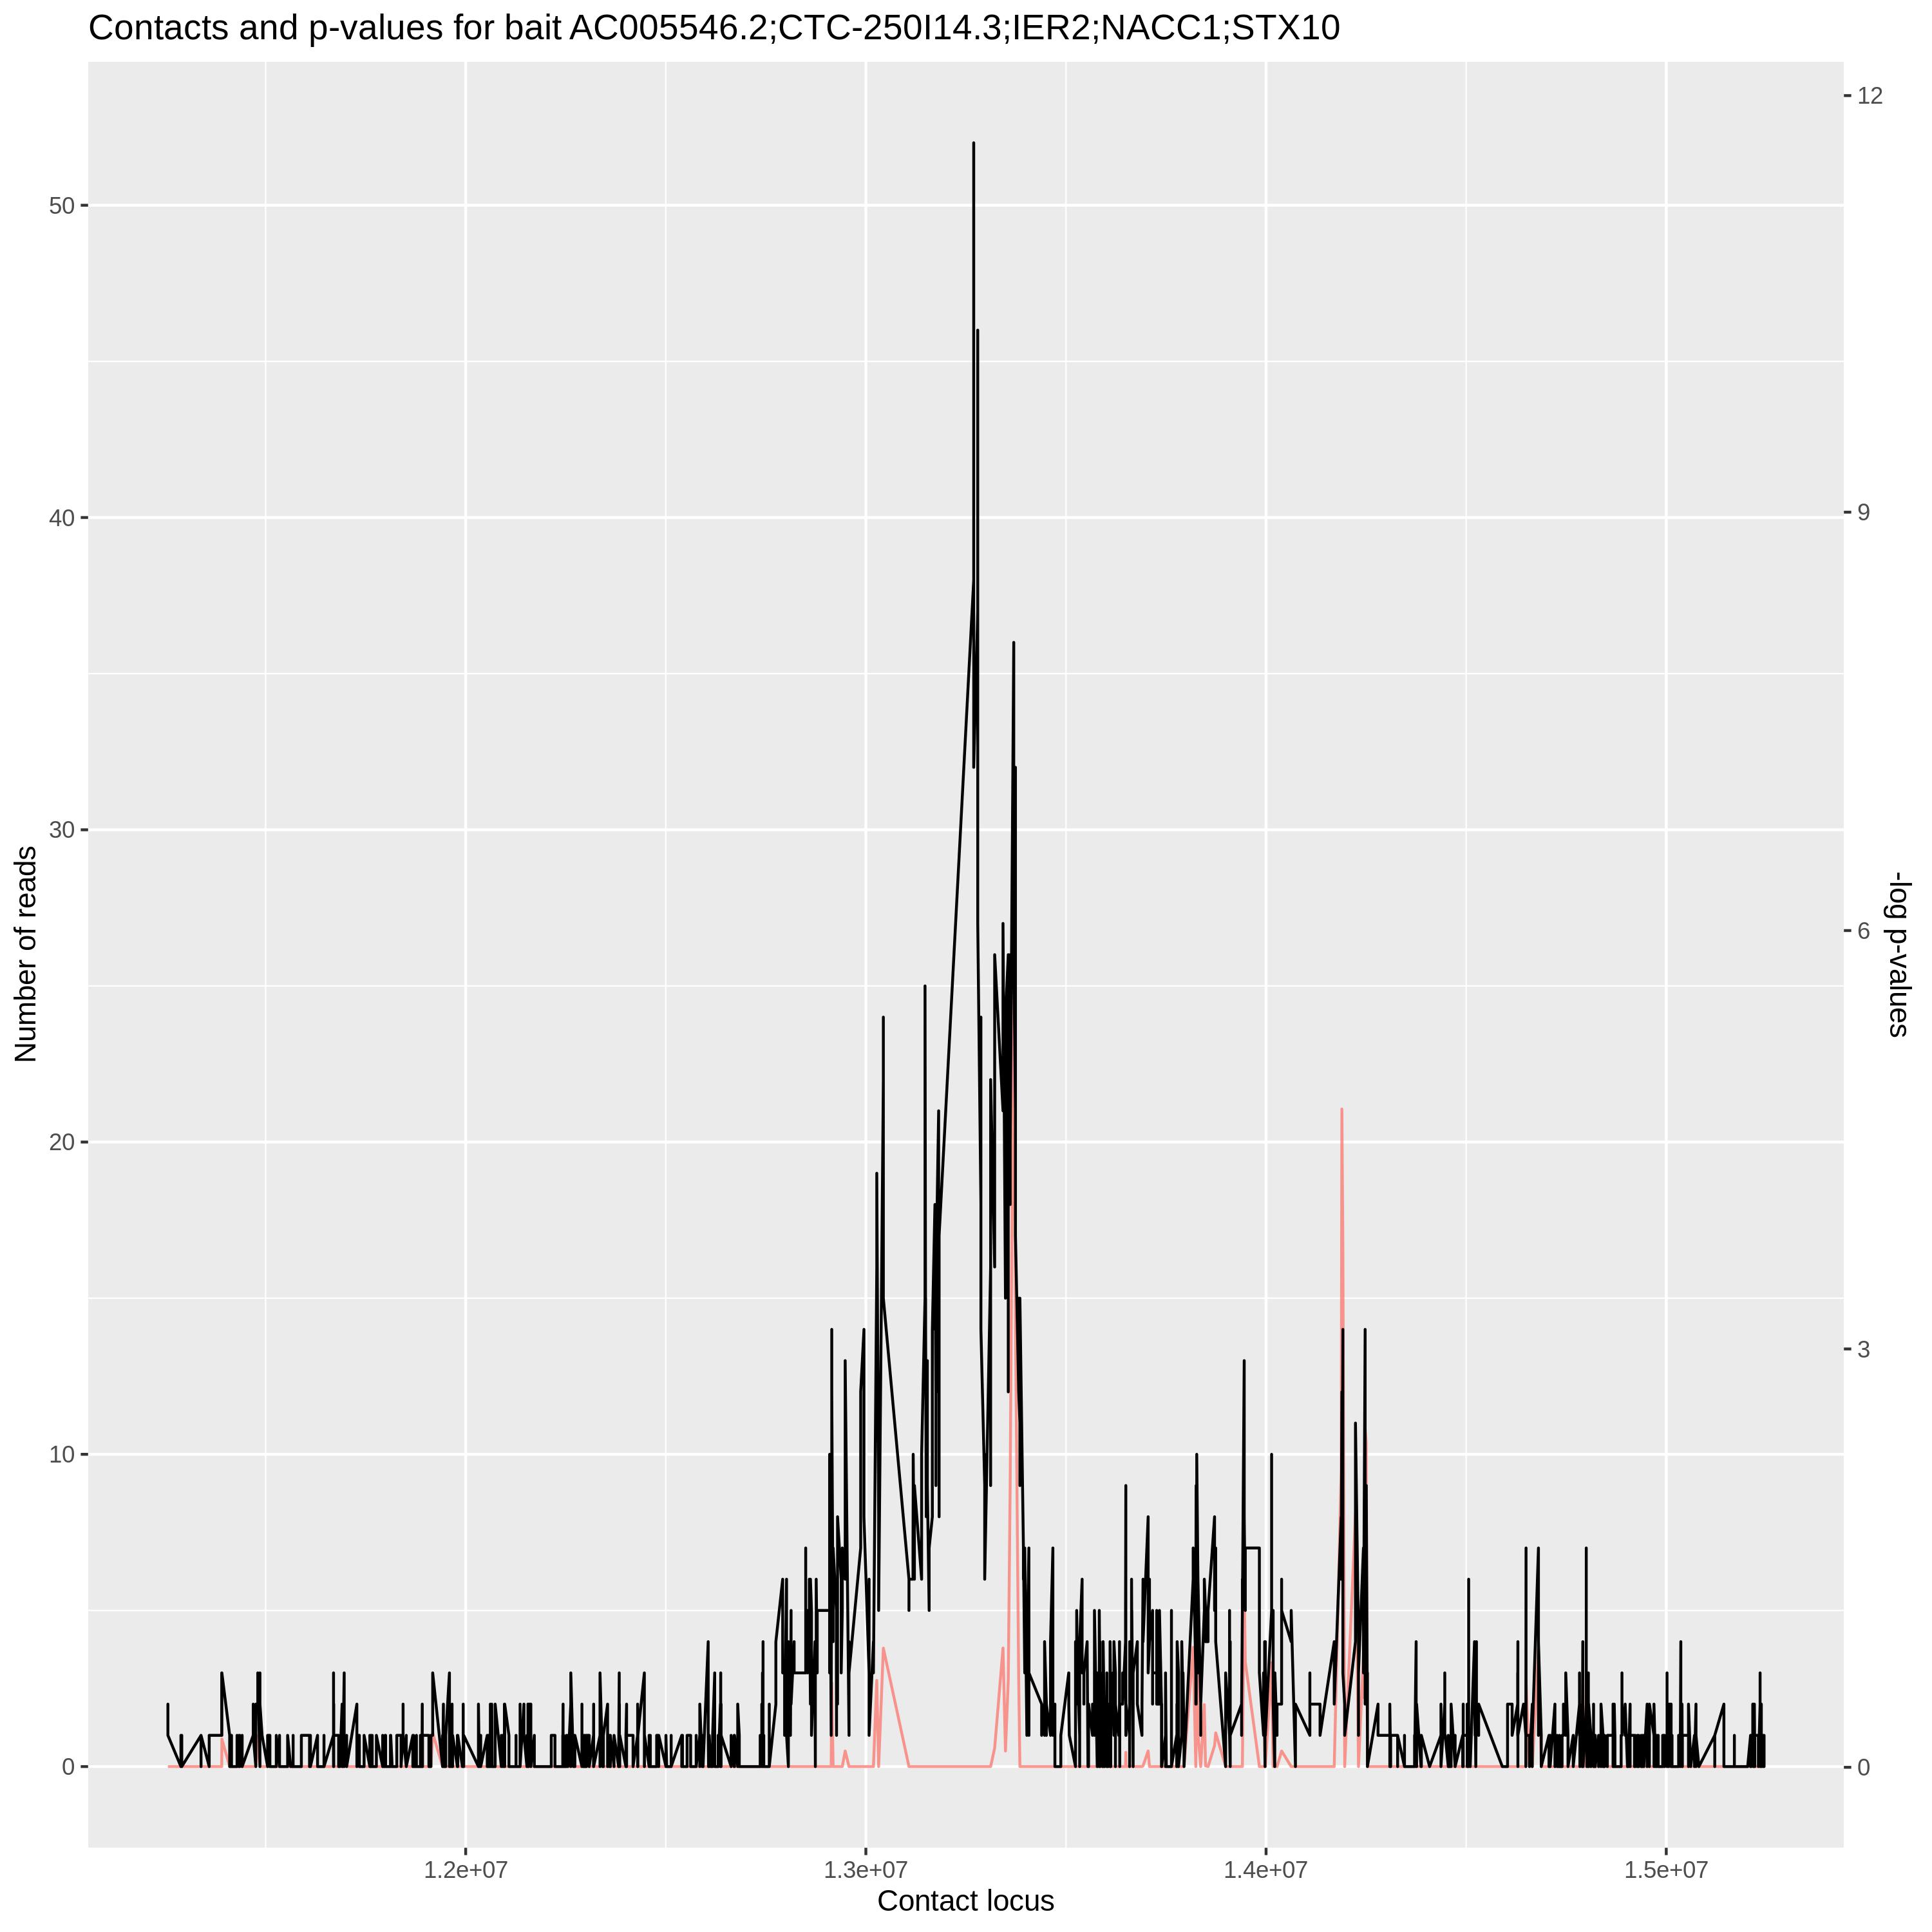 Contacts and p-values for bait AC005546.2;CTC-250I14.3;IER2;NACC1;STX10
12
50
9
40
30
Number of reads
-log p-values
6
20
3
10
0
0
1.2e+07
1.3e+07
1.4e+07
1.5e+07
Contact locus